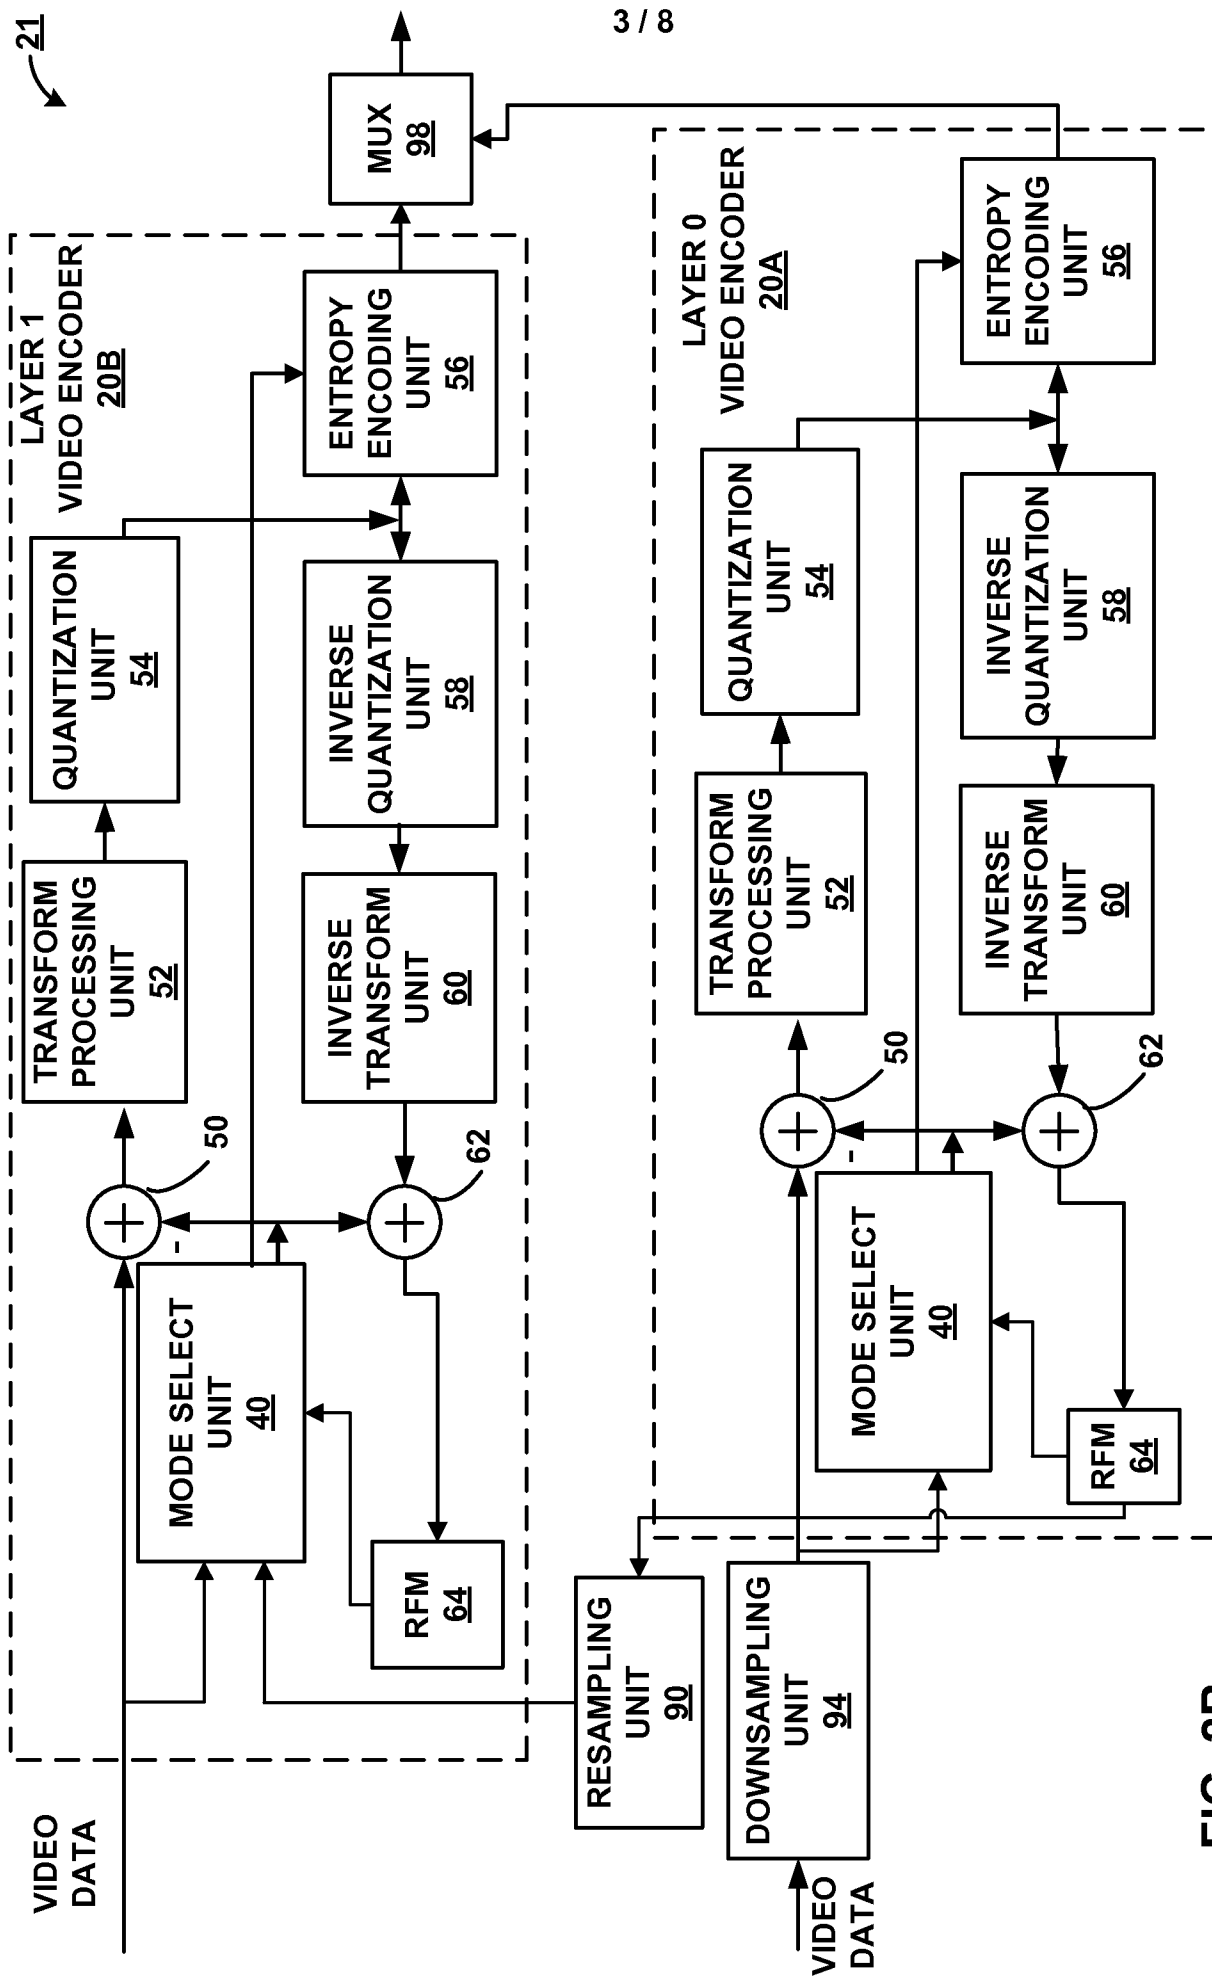 3 / 8
21
LAYER 1
VIDEO ENCODER
20B
VIDEO
DATA
MODE SELECT
UNIT
40
50
-
TRANSFORM
PROCESSING
UNIT
52
QUANTIZATION
UNIT
54
RFM
64
62
INVERSE
TRANSFORM
UNIT
60
INVERSE
QUANTIZATION
UNIT
58
ENTROPY
ENCODING
UNIT
56
MUX
98
RESAMPLING
UNIT
90
LAYER 0
VIDEO ENCODER
20A
VIDEO
DATA
DOWNSAMPLING
UNIT
94
MODE SELECT
UNIT
40
50
-
TRANSFORM
PROCESSING
UNIT
52
QUANTIZATION
UNIT
54
RFM
64
62
INVERSE
TRANSFORM
UNIT
60
INVERSE
QUANTIZATION
UNIT
58
ENTROPY
ENCODING
UNIT
56